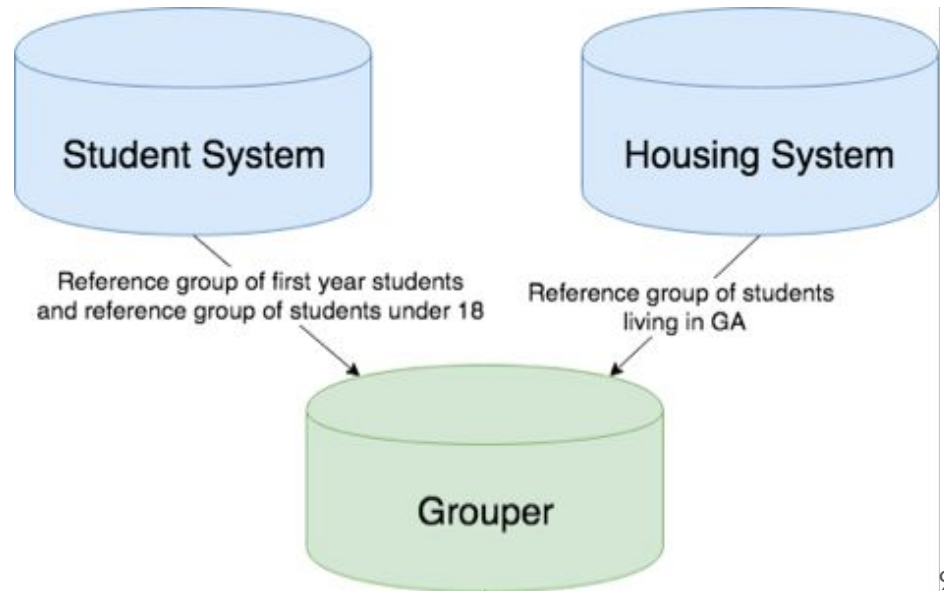 Student System
Housing System
Reference group of first year students
and reference group of students under 18
Reference group of students
living in GA
Grouper